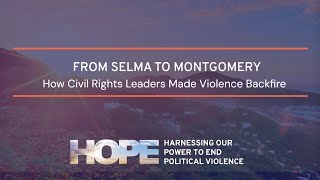 FROM SELMA TO MONTGOMERY
How Civil Rights Leaders Made Violence Backfire
HOPE
HARNESSING OUR
POWER TO END
POLITICAL VIOLENCE